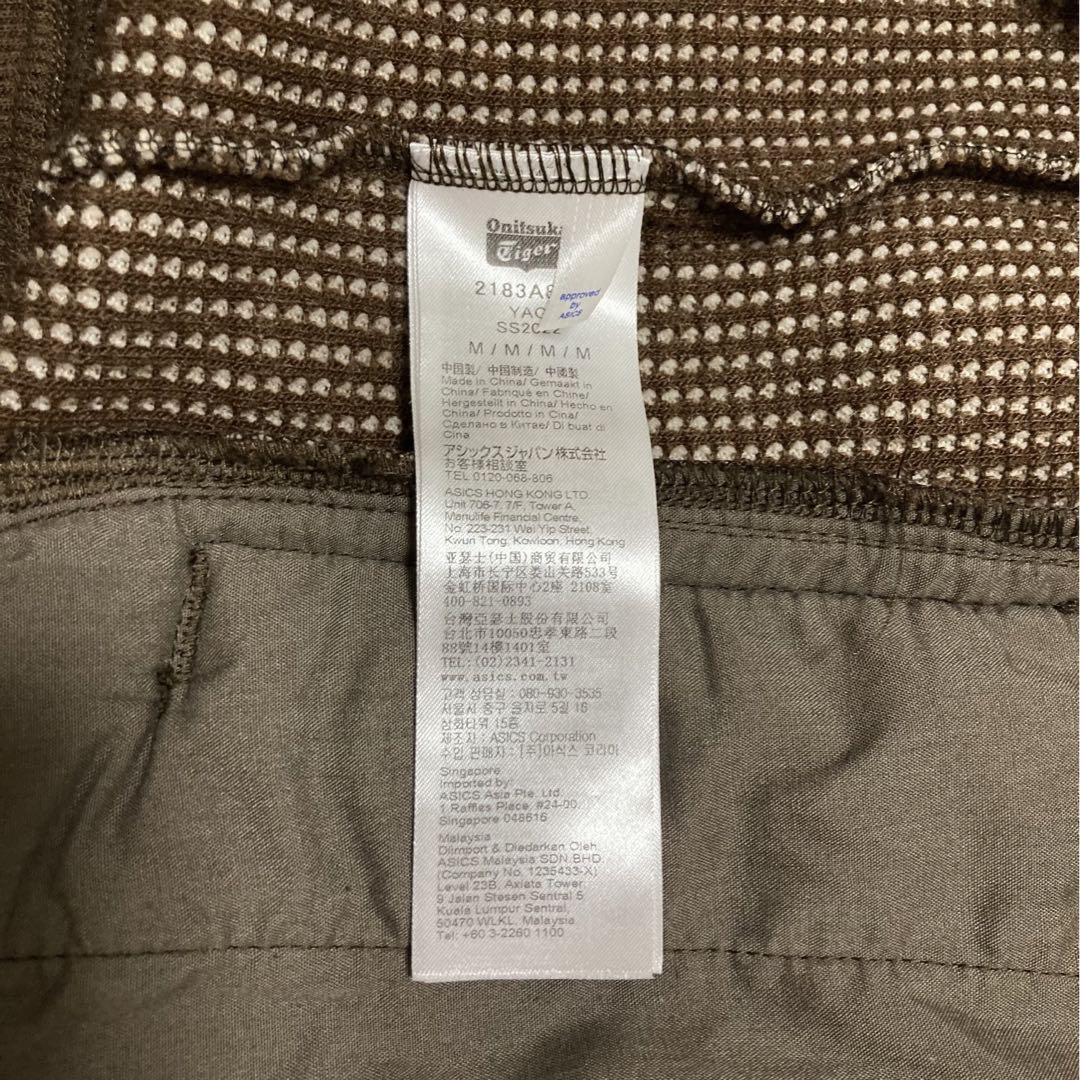 Onitsuka
Tiger
2183A8
approved
by
ASICS
YAC
SS2022
M / M / M / M
中国製/ 中国制造/ 中國製
Made in China/ Gemaakt in
China/ Fabriqué en Chine/
Hergestellt in China/ Hecho en
China/ Prodotto in Cina/
Сделано в Китае/ Di buat di
Cina
アシックスジャパン株式会社
お客様相談室
TEL 0120-068-806
ASICS HONG KONG LTD.
Unit 706-7, 7/F, Tower A,
Manulife Financial Centre,
No. 223-231 Wai Yip Street,
Kwun Tong, Kowloon, Hong Kong
亚瑟士(中国)商贸有限公司
上海市长宁区娄山关路533号
金虹桥国际中心2座 2108室
400-821-0893
台灣亞瑟士股份有限公司
台北市10050忠孝東路二段
88號14樓1401室
TEL:(02)2341-2131
www.asics.com.tw
고객 상담실 : 080-930-3535
서울시 중구 을지로 5길 16
삼화타워 15층
제조자 : ASICS Corporation
수입 판매자 : (주)아식스 코리아
Singapore
Imported by:
ASICS Asia Pte. Ltd.
1 Raffles Place, #24-00,
Singapore 048616
Malaysia
Diimport & Diedarkan Oleh:
ASICS Malaysia SDN.BHD.
(Company No. 1235433-X)
Level 23B, Axiata Tower,
9 Jalan Stesen Sentral 5,
Kuala Lumpur Sentral,
50470 WLKL, Malaysia
Tel: +60 3-2260 1100